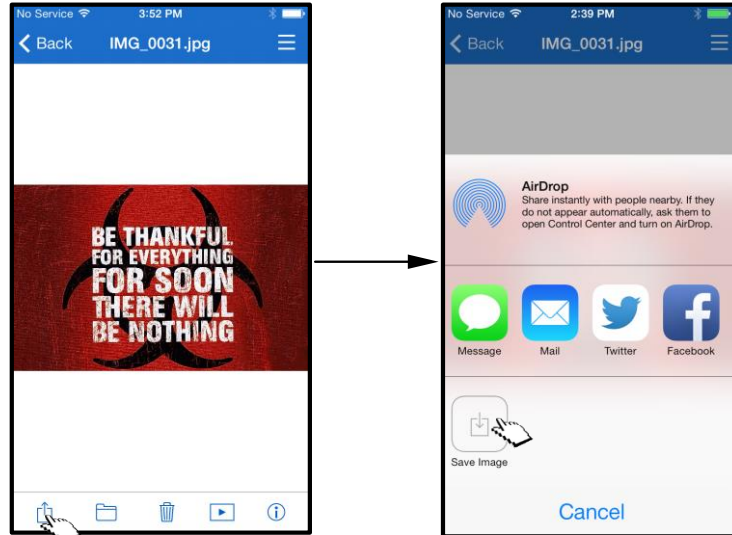 No Service 3:52 PM
Back IMG_0031.jpg
BE THANKFUL
FOR EVERYTHING
FOR SOON
THERE WILL
BE NOTHING
No Service 2:39 PM
Back IMG_0031.jpg
AirDrop
Share instantly with people nearby. If they
do not appear automatically, ask them to
open Control Center and turn on AirDrop.
Message Mail Twitter Facebook
Save Image
Cancel